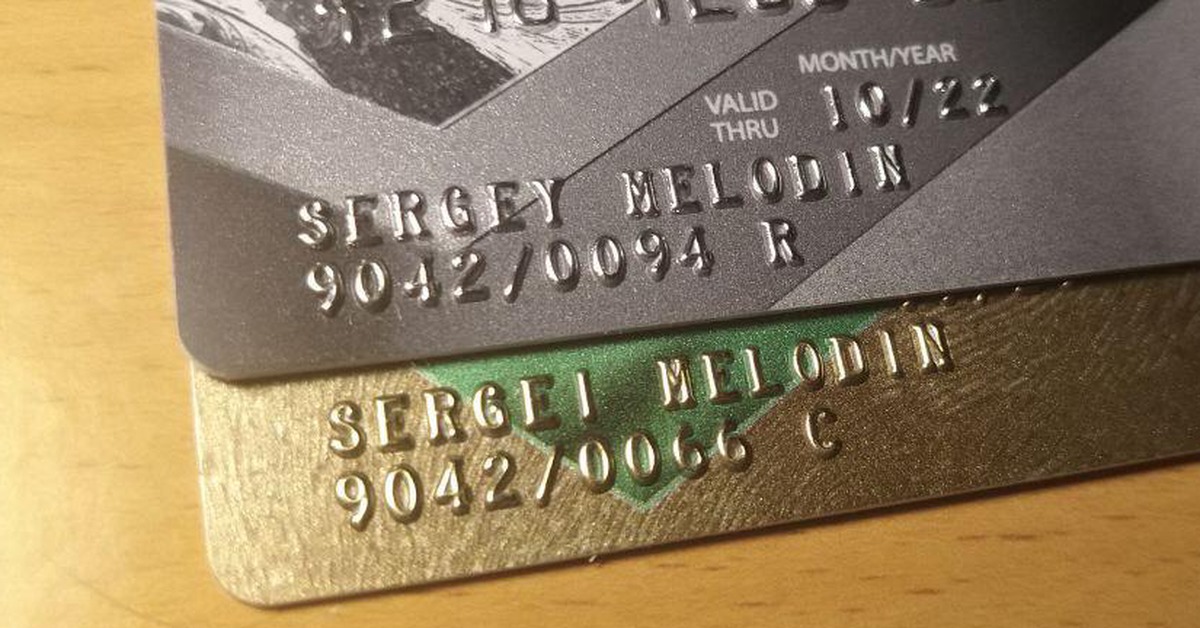 MONTH/YEAR
VALID THRU 10/22
SERGEY MELODIN
9042/0094 R
SERGEI MELODIN
9042/0066 C